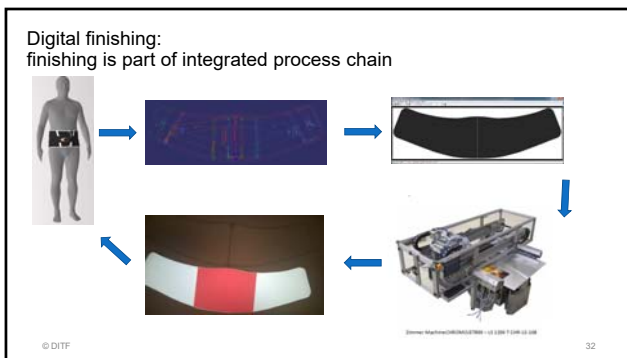 Digital finishing:
finishing is part of integrated process chain
© DITF
32